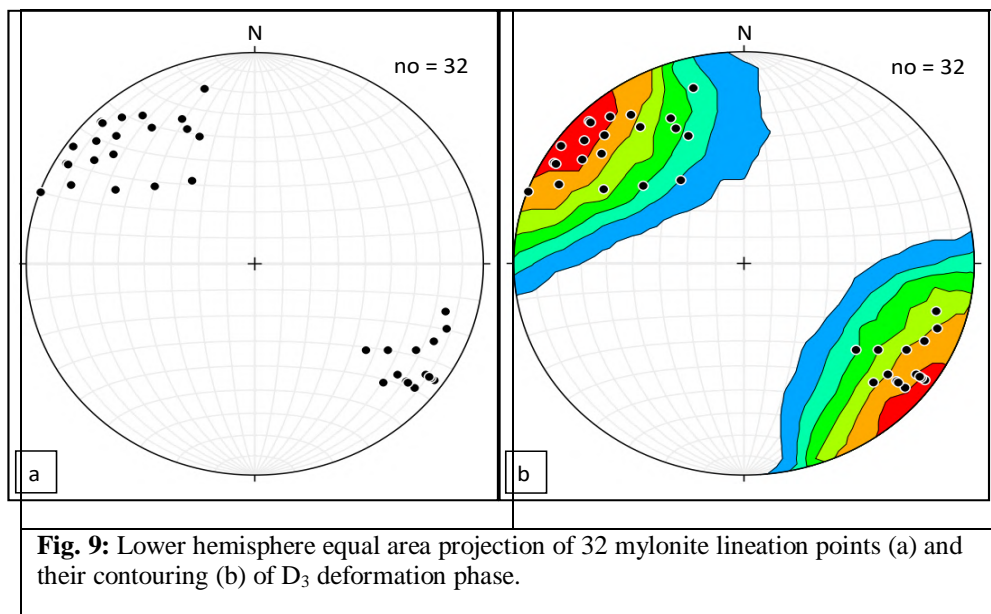 N
no = 32
a
N
no = 32
b
Fig. 9: Lower hemisphere equal area projection of 32 mylonite lineation points (a) and
their contouring (b) of D₃ deformation phase.